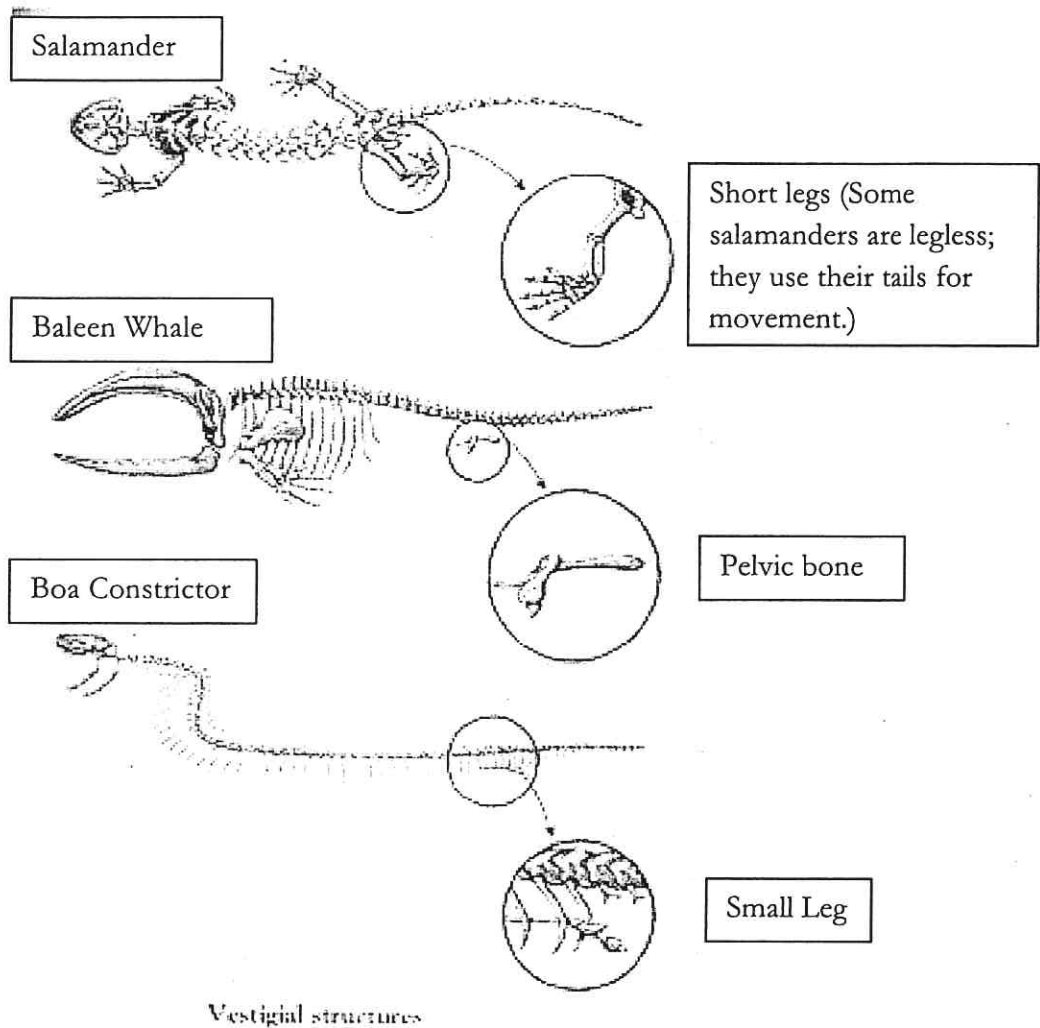 Salamander
Short legs (Some
salamanders are legless;
they use their tails for
movement.)
Baleen Whale
Pelvic bone
Boa Constrictor
Small Leg
Vestigial structures